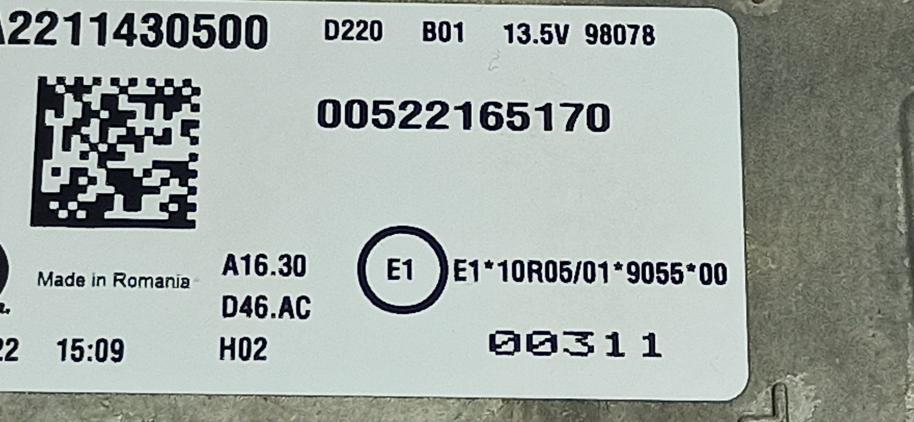 A2211430500 D220 B01 13.5V 98078
00522165170
Made in Romania A16.30 E1 E1*10R05/01*9055*00
D46.AC
22 15:09 H02 00311